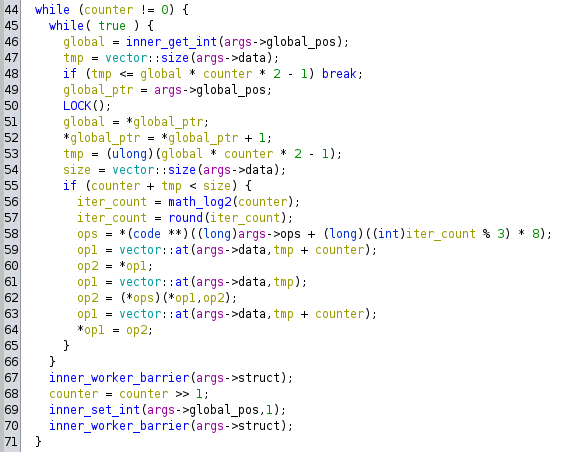 44 while (counter != 0) {
45 while( true ) {
46 global = inner_get_int(args->global_pos);
47 tmp = vector::size(args->data);
48 if (tmp <= global * counter * 2 - 1) break;
49 global_ptr = args->global_pos;
50 LOCK();
51 global = *global_ptr;
52 *global_ptr = *global_ptr + 1;
53 tmp = (ulong)(global * counter * 2 - 1);
54 size = vector::size(args->data);
55 if (counter + tmp < size) {
56 iter_count = math_log2(counter);
57 iter_count = round(iter_count);
58 ops = *(code **)((long)args->ops + (long)((int)iter_count % 3) * 8);
59 op1 = vector::at(args->data,tmp + counter);
60 op2 = *op1;
61 op1 = vector::at(args->data,tmp);
62 op2 = (*ops)(*op1,op2);
63 op1 = vector::at(args->data,tmp + counter);
64 *op1 = op2;
65 }
66 }
67 inner_worker_barrier(args->struct);
68 counter = counter >> 1;
69 inner_set_int(args->global_pos,1);
70 inner_worker_barrier(args->struct);
71 }